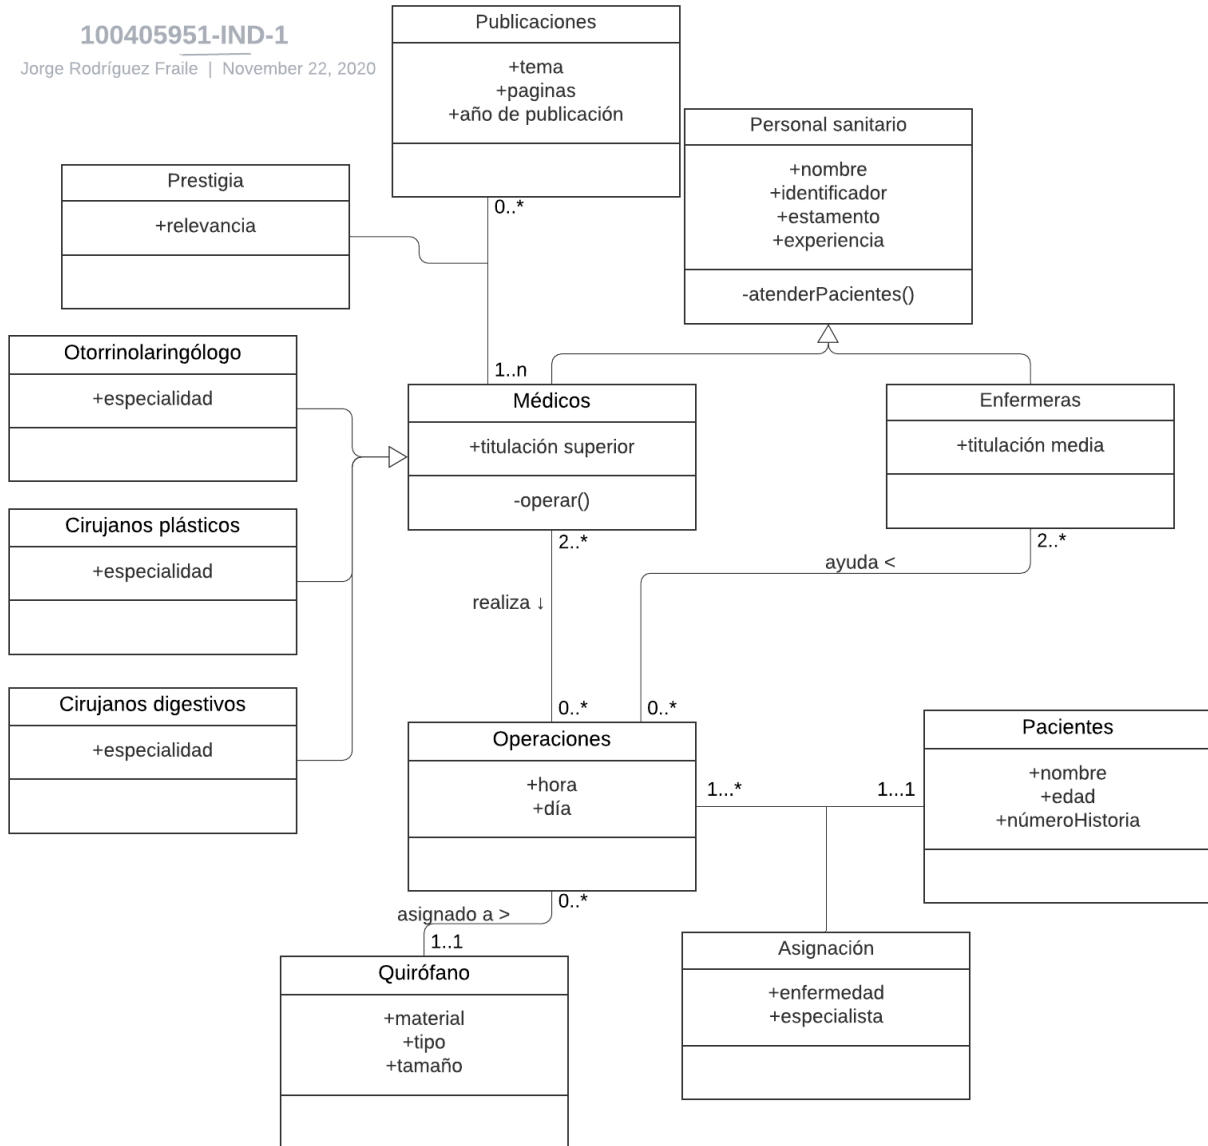 100405951-IND-1
Jorge Rodríguez Fraile | November 22, 2020
Publicaciones
+tema
+paginas
+año de publicación
0..*
Personal sanitario
+nombre
+identificador
+estamento
+experiencia
-atenderPacientes()
Prestigia
+relevancia
1..n
Médicos
+titulación superior
-operar()
2..*
Enfermeras
+titulación media
2..*
Otorrinolaringólogo
+especialidad
Cirujanos plásticos
+especialidad
Cirujanos digestivos
+especialidad
ayuda <
realiza ↓
0..*
0..*
Operaciones
+hora
+día
1...*
1...1
Pacientes
+nombre
+edad
+númeroHistoria
0..*
asignado a >
1..1
Quirófano
+material
+tipo
+tamaño
Asignación
+enfermedad
+especialista